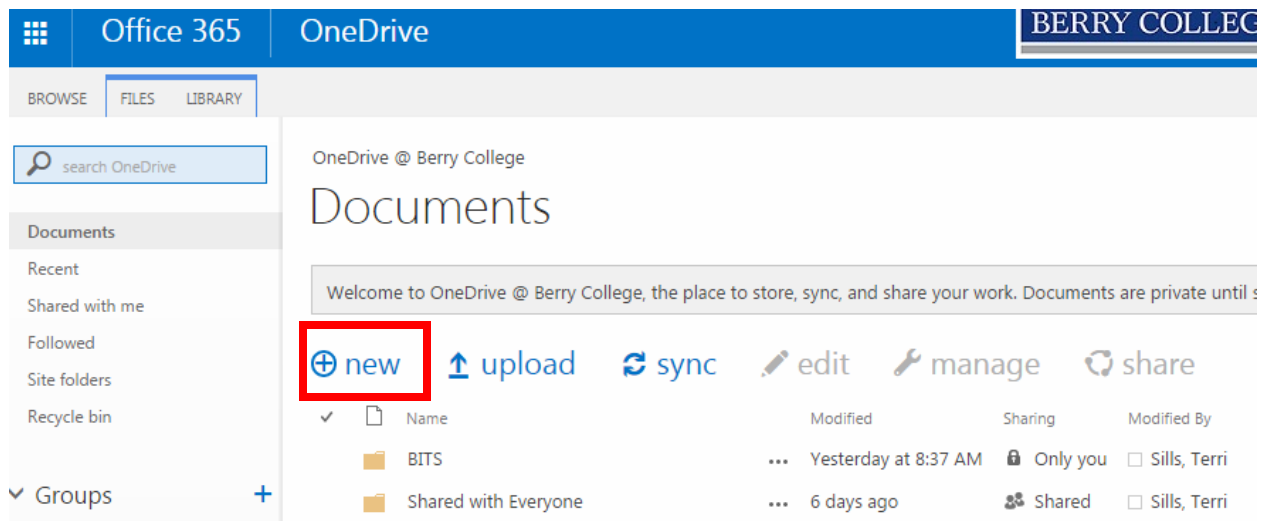 Office 365
OneDrive
BERRY COLLEG
BROWSE FILES LIBRARY
search OneDrive
Documents
Recent
Shared with me
Followed
Site folders
Recycle bin
Groups
OneDrive @ Berry College
Documents
Welcome to OneDrive @ Berry College, the place to store, sync, and share your work. Documents are private until s
new upload sync edit manage share
Name Modified Sharing Modified By
BITS ... Yesterday at 8:37 AM Only you Sills, Terri
Shared with Everyone ... 6 days ago Shared Sills, Terri